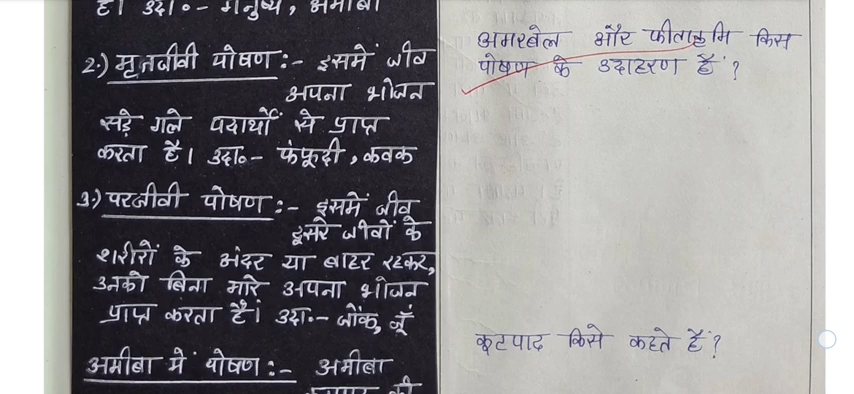 है। उदा०- मनुष्य, अमीबा
2.) मृतजीवी पोषण :- इसमें जीव
अपना भोजन
सड़े गले पदार्थों से प्राप्त
करता है। उदा०- फफूंदी, कवक
3.) परजीवी पोषण :- इसमें जीव
दूसरे जीवों के
शरीरों के अंदर या बाहर रहकर,
उनको बिना मारे अपना भोजन
प्राप्त करता है। उदा०- जोंक, जूँ
अमीबा में पोषण :- अमीबा
अमरबेल और फीताकृमि किस
पोषण के उदाहरण हैं ?
कूटपाद किसे कहते हैं ?